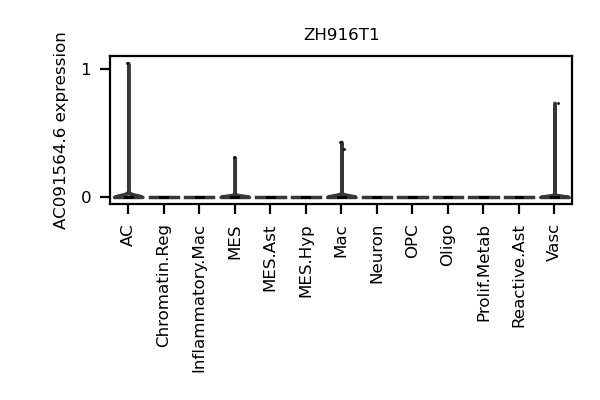 ZH916T1
AC091564.6 expression
1
0
AC
Chromatin.Reg
Inflammatory.Mac
MES
MES.Ast
MES.Hyp
Mac
Neuron
OPC
Oligo
Prolif.Metab
Reactive.Ast
Vasc